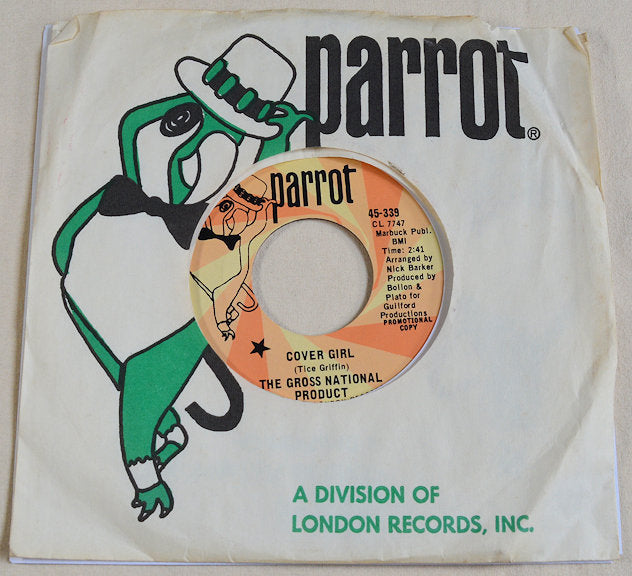 parrot®
parrot
45-339
CL 7747
Marbuck Publ.
BMI
Time: 2:41
Arranged by
Nick Barker
Produced by
Bollon &
Plato for
Guilford
Productions
PROMOTIONAL
COPY
COVER GIRL
(Tice Griffin)
THE GROSS NATIONAL
PRODUCT
A DIVISION OF
LONDON RECORDS, INC.